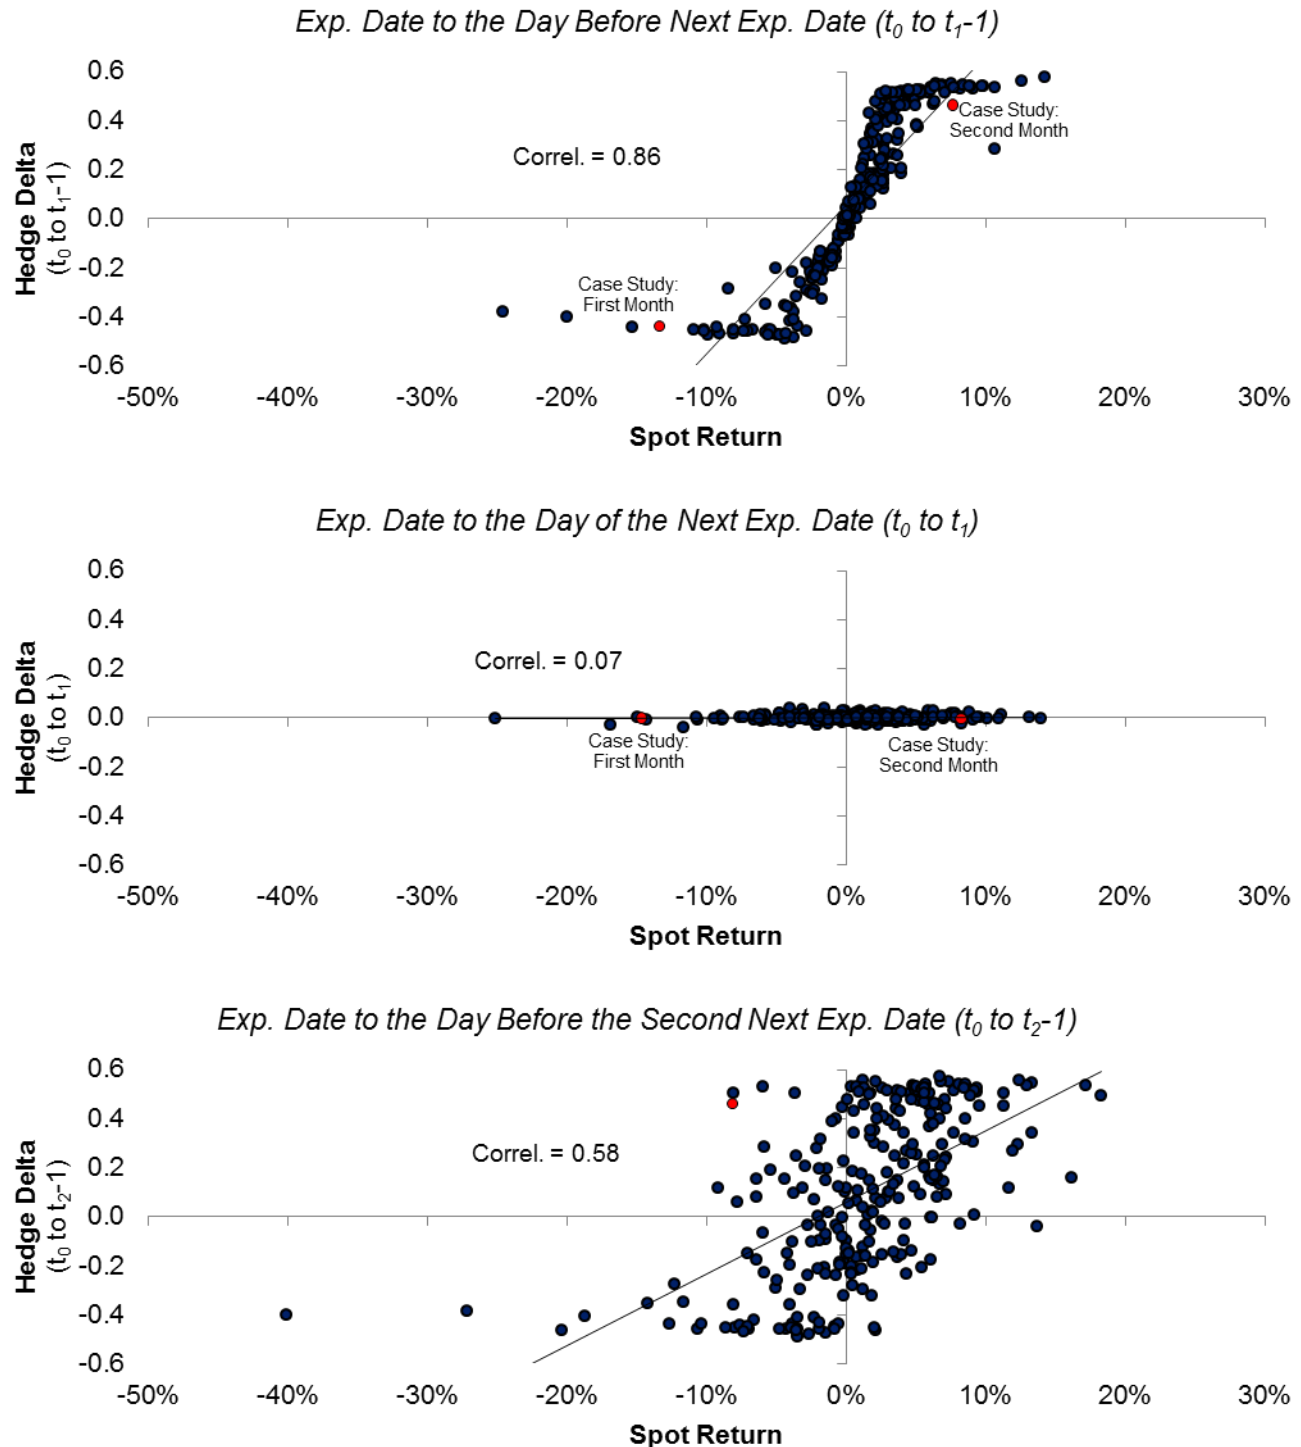 Exp. Date to the Day Before Next Exp. Date (t0 to t1-1)
0.6
0.4
0.2
0.0
-0.2
-0.4
-0.6
Hedge Delta
(t0 to t1-1)
Correl. = 0.86
Case Study:
Second Month
Case Study:
First Month
-50% -40% -30% -20% -10% 0% 10% 20% 30%
Spot Return
Exp. Date to the Day of the Next Exp. Date (t0 to t1)
0.6
0.4
0.2
0.0
-0.2
-0.4
-0.6
Hedge Delta
(t0 to t1)
Correl. = 0.07
Case Study:
First Month
Case Study:
Second Month
-50% -40% -30% -20% -10% 0% 10% 20% 30%
Spot Return
Exp. Date to the Day Before the Second Next Exp. Date (t0 to t2-1)
0.6
0.4
0.2
0.0
-0.2
-0.4
-0.6
Hedge Delta
(t0 to t2-1)
Correl. = 0.58
-50% -40% -30% -20% -10% 0% 10% 20% 30%
Spot Return